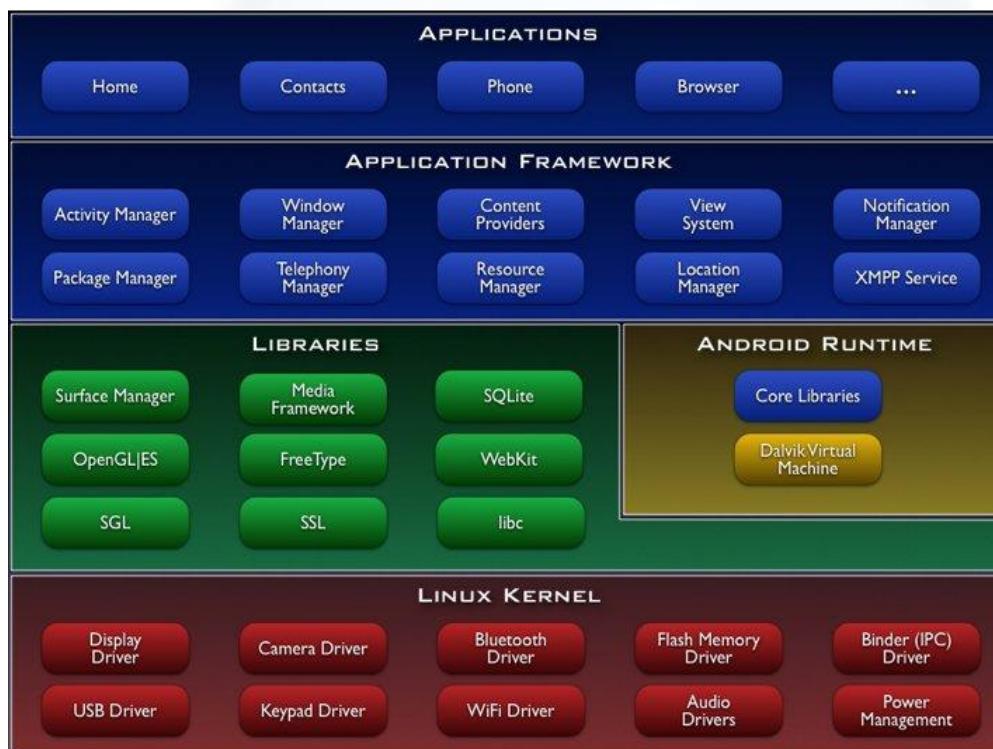 APPLICATIONS
Home
Contacts
Phone
Browser
...
APPLICATION FRAMEWORK
Activity Manager
Window
Manager
Content
Providers
View
System
Notification
Manager
Package Manager
Telephony
Manager
Resource
Manager
Location
Manager
XMPP Service
LIBRARIES
Surface Manager
Media
Framework
SQLite
OpenGL|ES
FreeType
WebKit
SGL
SSL
libc
ANDROID RUNTIME
Core Libraries
Dalvik Virtual
Machine
LINUX KERNEL
Display
Driver
Camera Driver
Bluetooth
Driver
Flash Memory
Driver
Binder (IPC)
Driver
USB Driver
Keypad Driver
WiFi Driver
Audio
Drivers
Power
Management